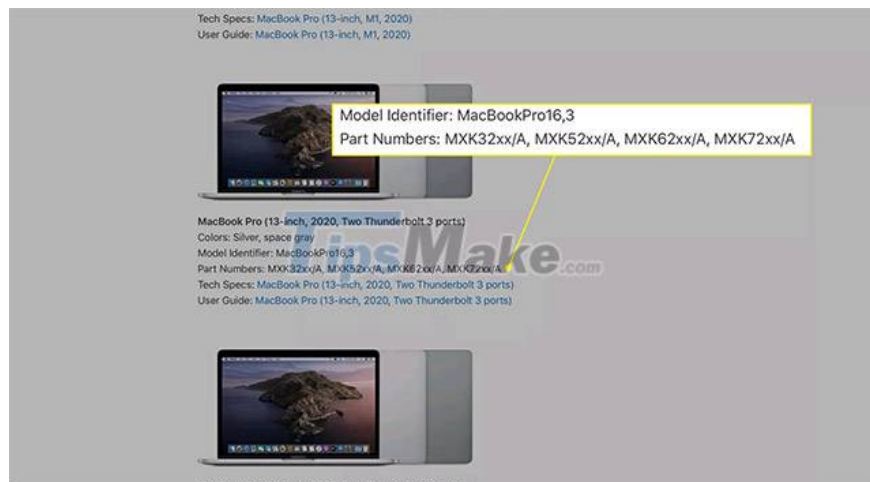 Tech Specs: MacBook Pro (13-inch, M1, 2020)
User Guide: MacBook Pro (13-inch, M1, 2020)
Model Identifier: MacBookPro16,3
Part Numbers: MXK32xx/A, MXK52xx/A, MXK62xx/A, MXK72xx/A
MacBook Pro (13-inch, 2020, Two Thunderbolt 3 ports)
Colors: Silver, space gray
Model Identifier: MacBookPro16,3
Part Numbers: MXK32xx/A, MXK52xx/A, MXK62xx/A, MXK72xx/A
TipsMake.com
Tech Specs: MacBook Pro (13-inch, 2020, Two Thunderbolt 3 ports)
User Guide: MacBook Pro (13-inch, 2020, Two Thunderbolt 3 ports)